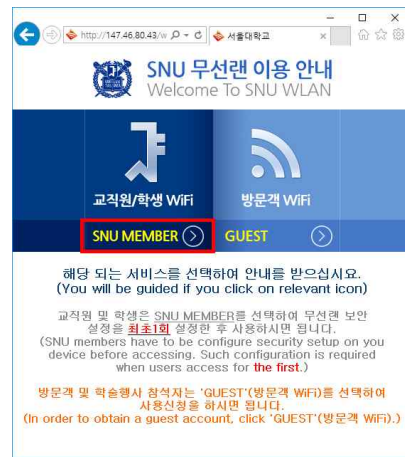 http://147.46.80.43/w
서울대학교
SNU 무선랜 이용 안내
Welcome To SNU WLAN
교직원/학생 WiFi
방문객 WiFi
SNU MEMBER
GUEST
해당 되는 서비스를 선택하여 안내를 받으십시요.
(You will be guided if you click on relevant icon)
교직원 및 학생은 SNU MEMBER를 선택하여 무선랜 보안
설정을 최초1회 설정한 후 사용하시면 됩니다.
(SNU members have to be configure security setup on you
device before accessing. Such configuration is required
when users access for the first.)
방문객 및 학술행사 참석자는 'GUEST'(방문객 WiFi)를 선택하여
사용신청을 하시면 됩니다.
(In order to obtain a guest account, click 'GUEST'(방문객 WiFi).)